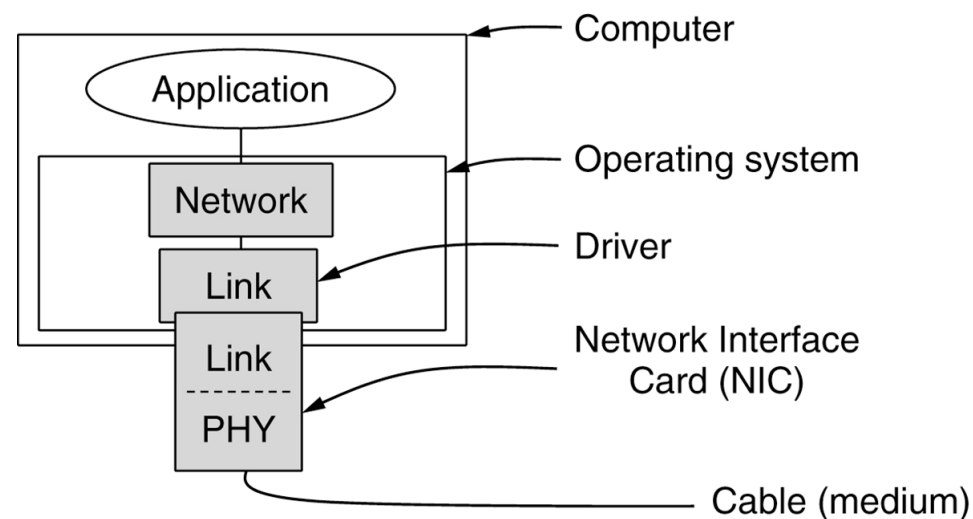 Computer
Application
Operating system
Network
Driver
Link
Network Interface
Card (NIC)
Link
PHY
Cable (medium)